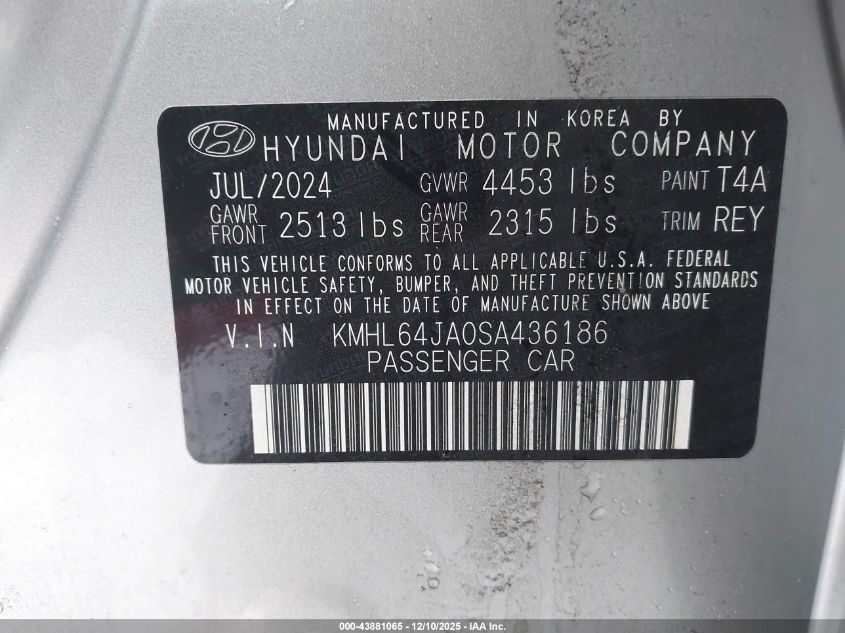 MANUFACTURED IN KOREA BY
HYUNDAI MOTOR COMPANY
JUL/2024 GVWR 4453 lbs PAINT T4A
GAWR FRONT 2513 lbs GAWR REAR 2315 lbs TRIM REY
THIS VEHICLE CONFORMS TO ALL APPLICABLE U.S.A. FEDERAL
MOTOR VEHICLE SAFETY, BUMPER, AND THEFT PREVENTION STANDARDS
IN EFFECT ON THE DATE OF MANUFACTURE SHOWN ABOVE
V.I.N KMHL64JA0SA436186
PASSENGER CAR
000-43881065 - 12/10/2025 - IAA Inc.